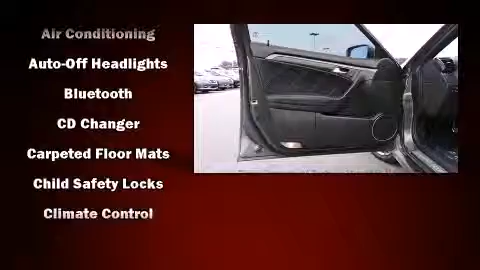 Air Conditioning
Auto-Off Headlights
Bluetooth
CD Changer
Carpeted Floor Mats
Child Safety Locks
Climate Control